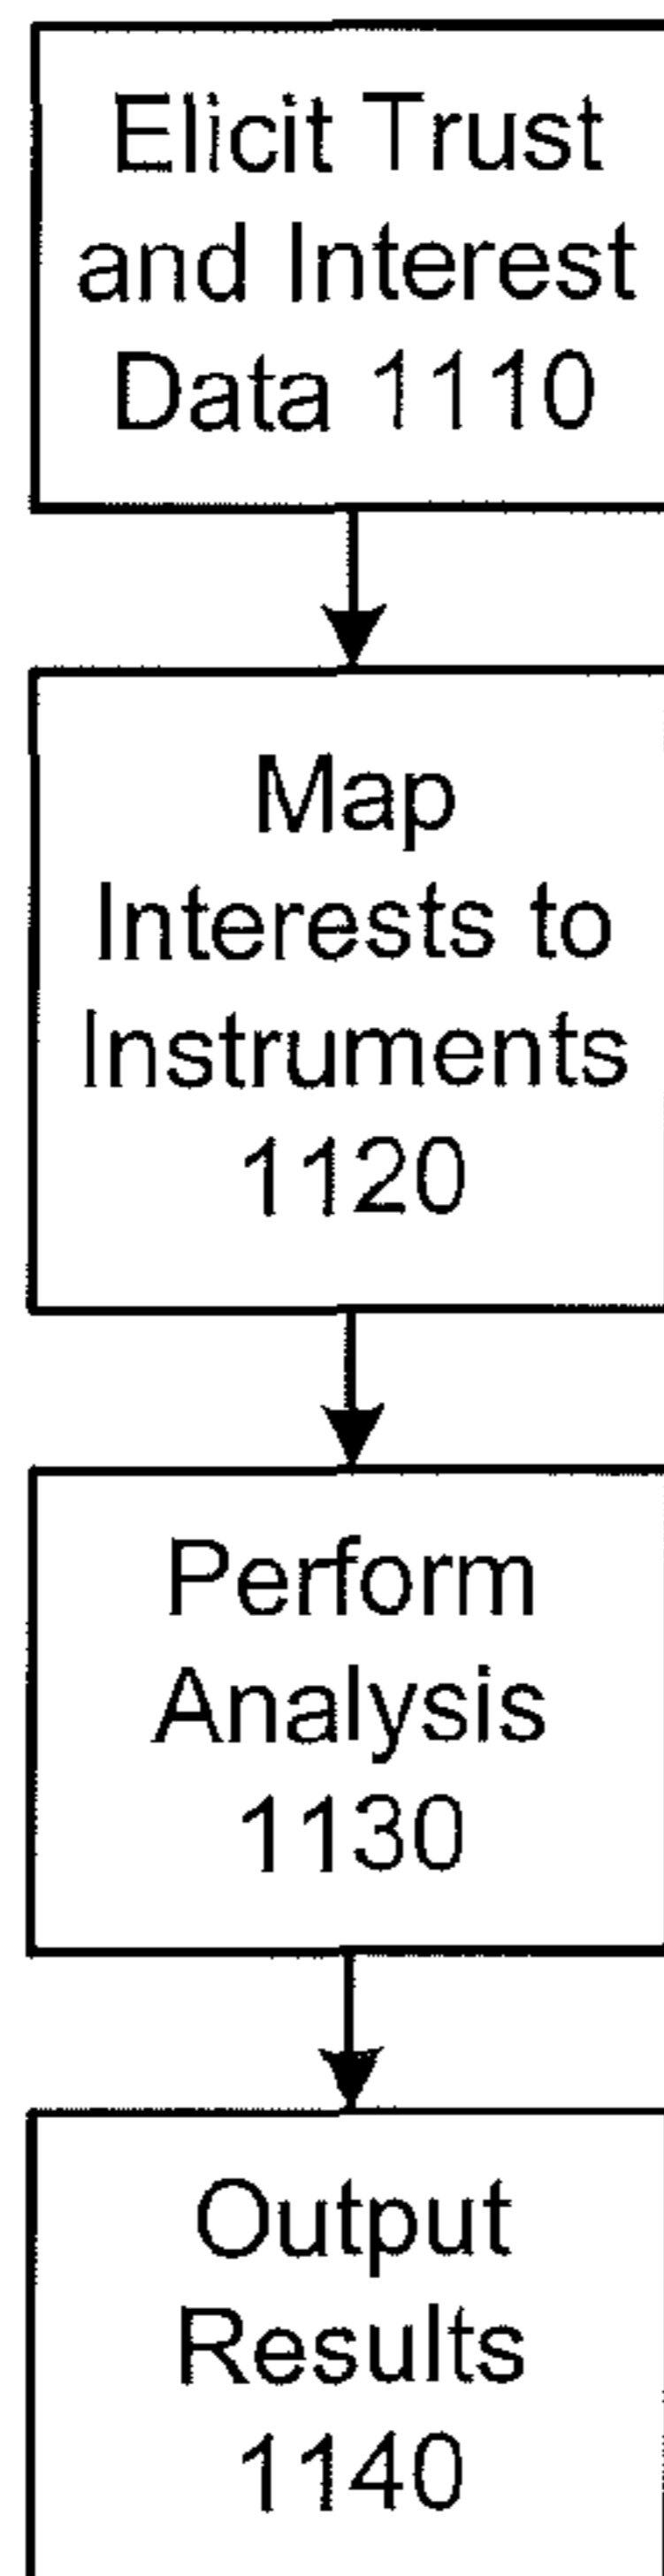 Elicit Trust
and Interest
Data 1110
Map
Interests to
Instruments
1120
Perform
Analysis
1130
Output
Results
1140